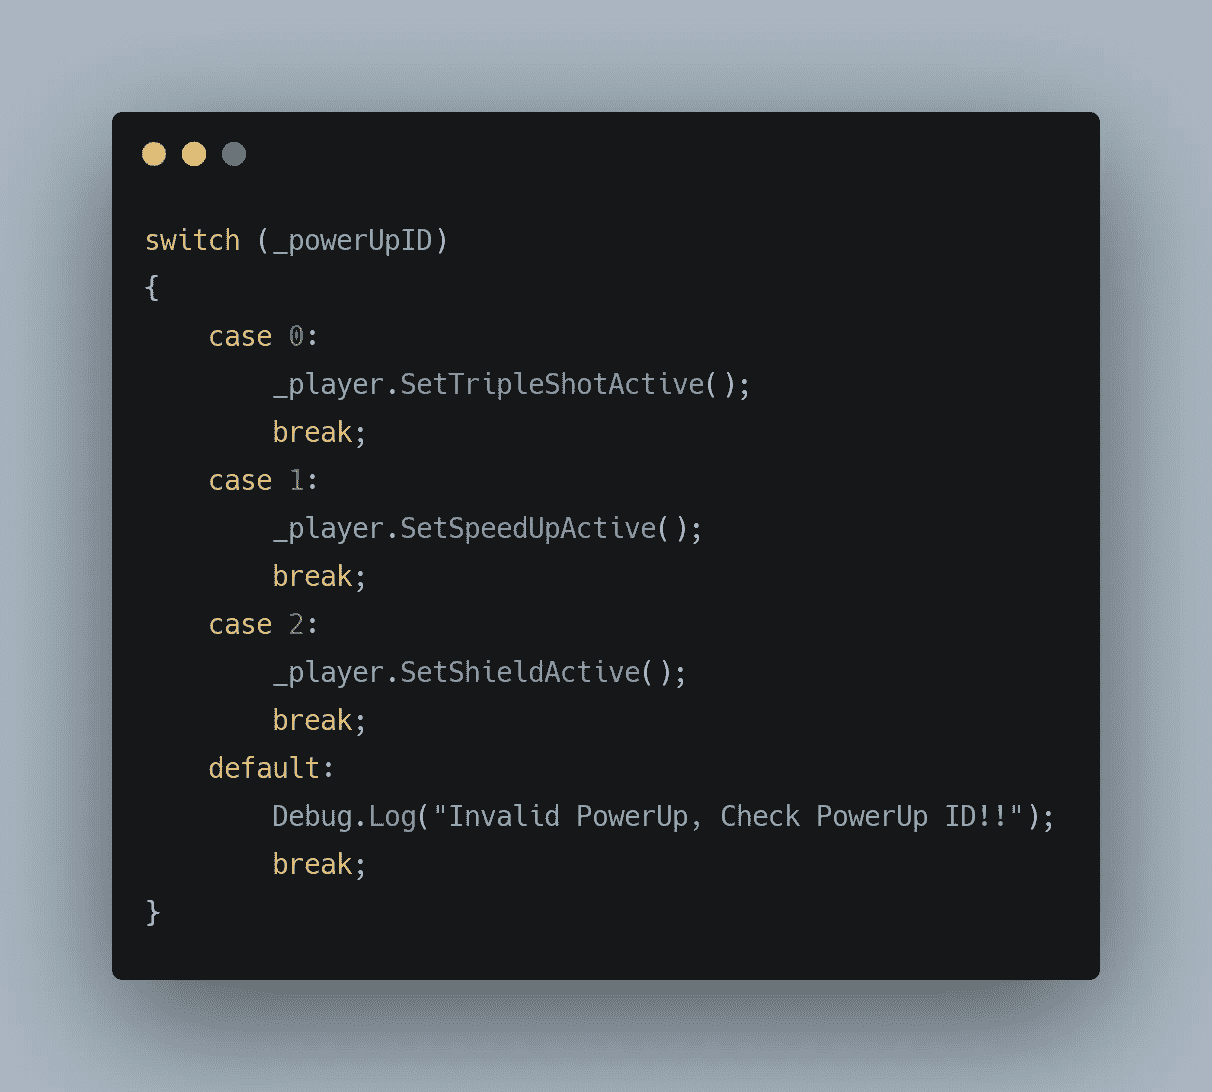 switch (_powerUpID)
{
    case 0:
        _player.SetTripleShotActive();
        break;
    case 1:
        _player.SetSpeedUpActive();
        break;
    case 2:
        _player.SetShieldActive();
        break;
    default:
        Debug.Log("Invalid PowerUp, Check PowerUp ID!!");
        break;
}